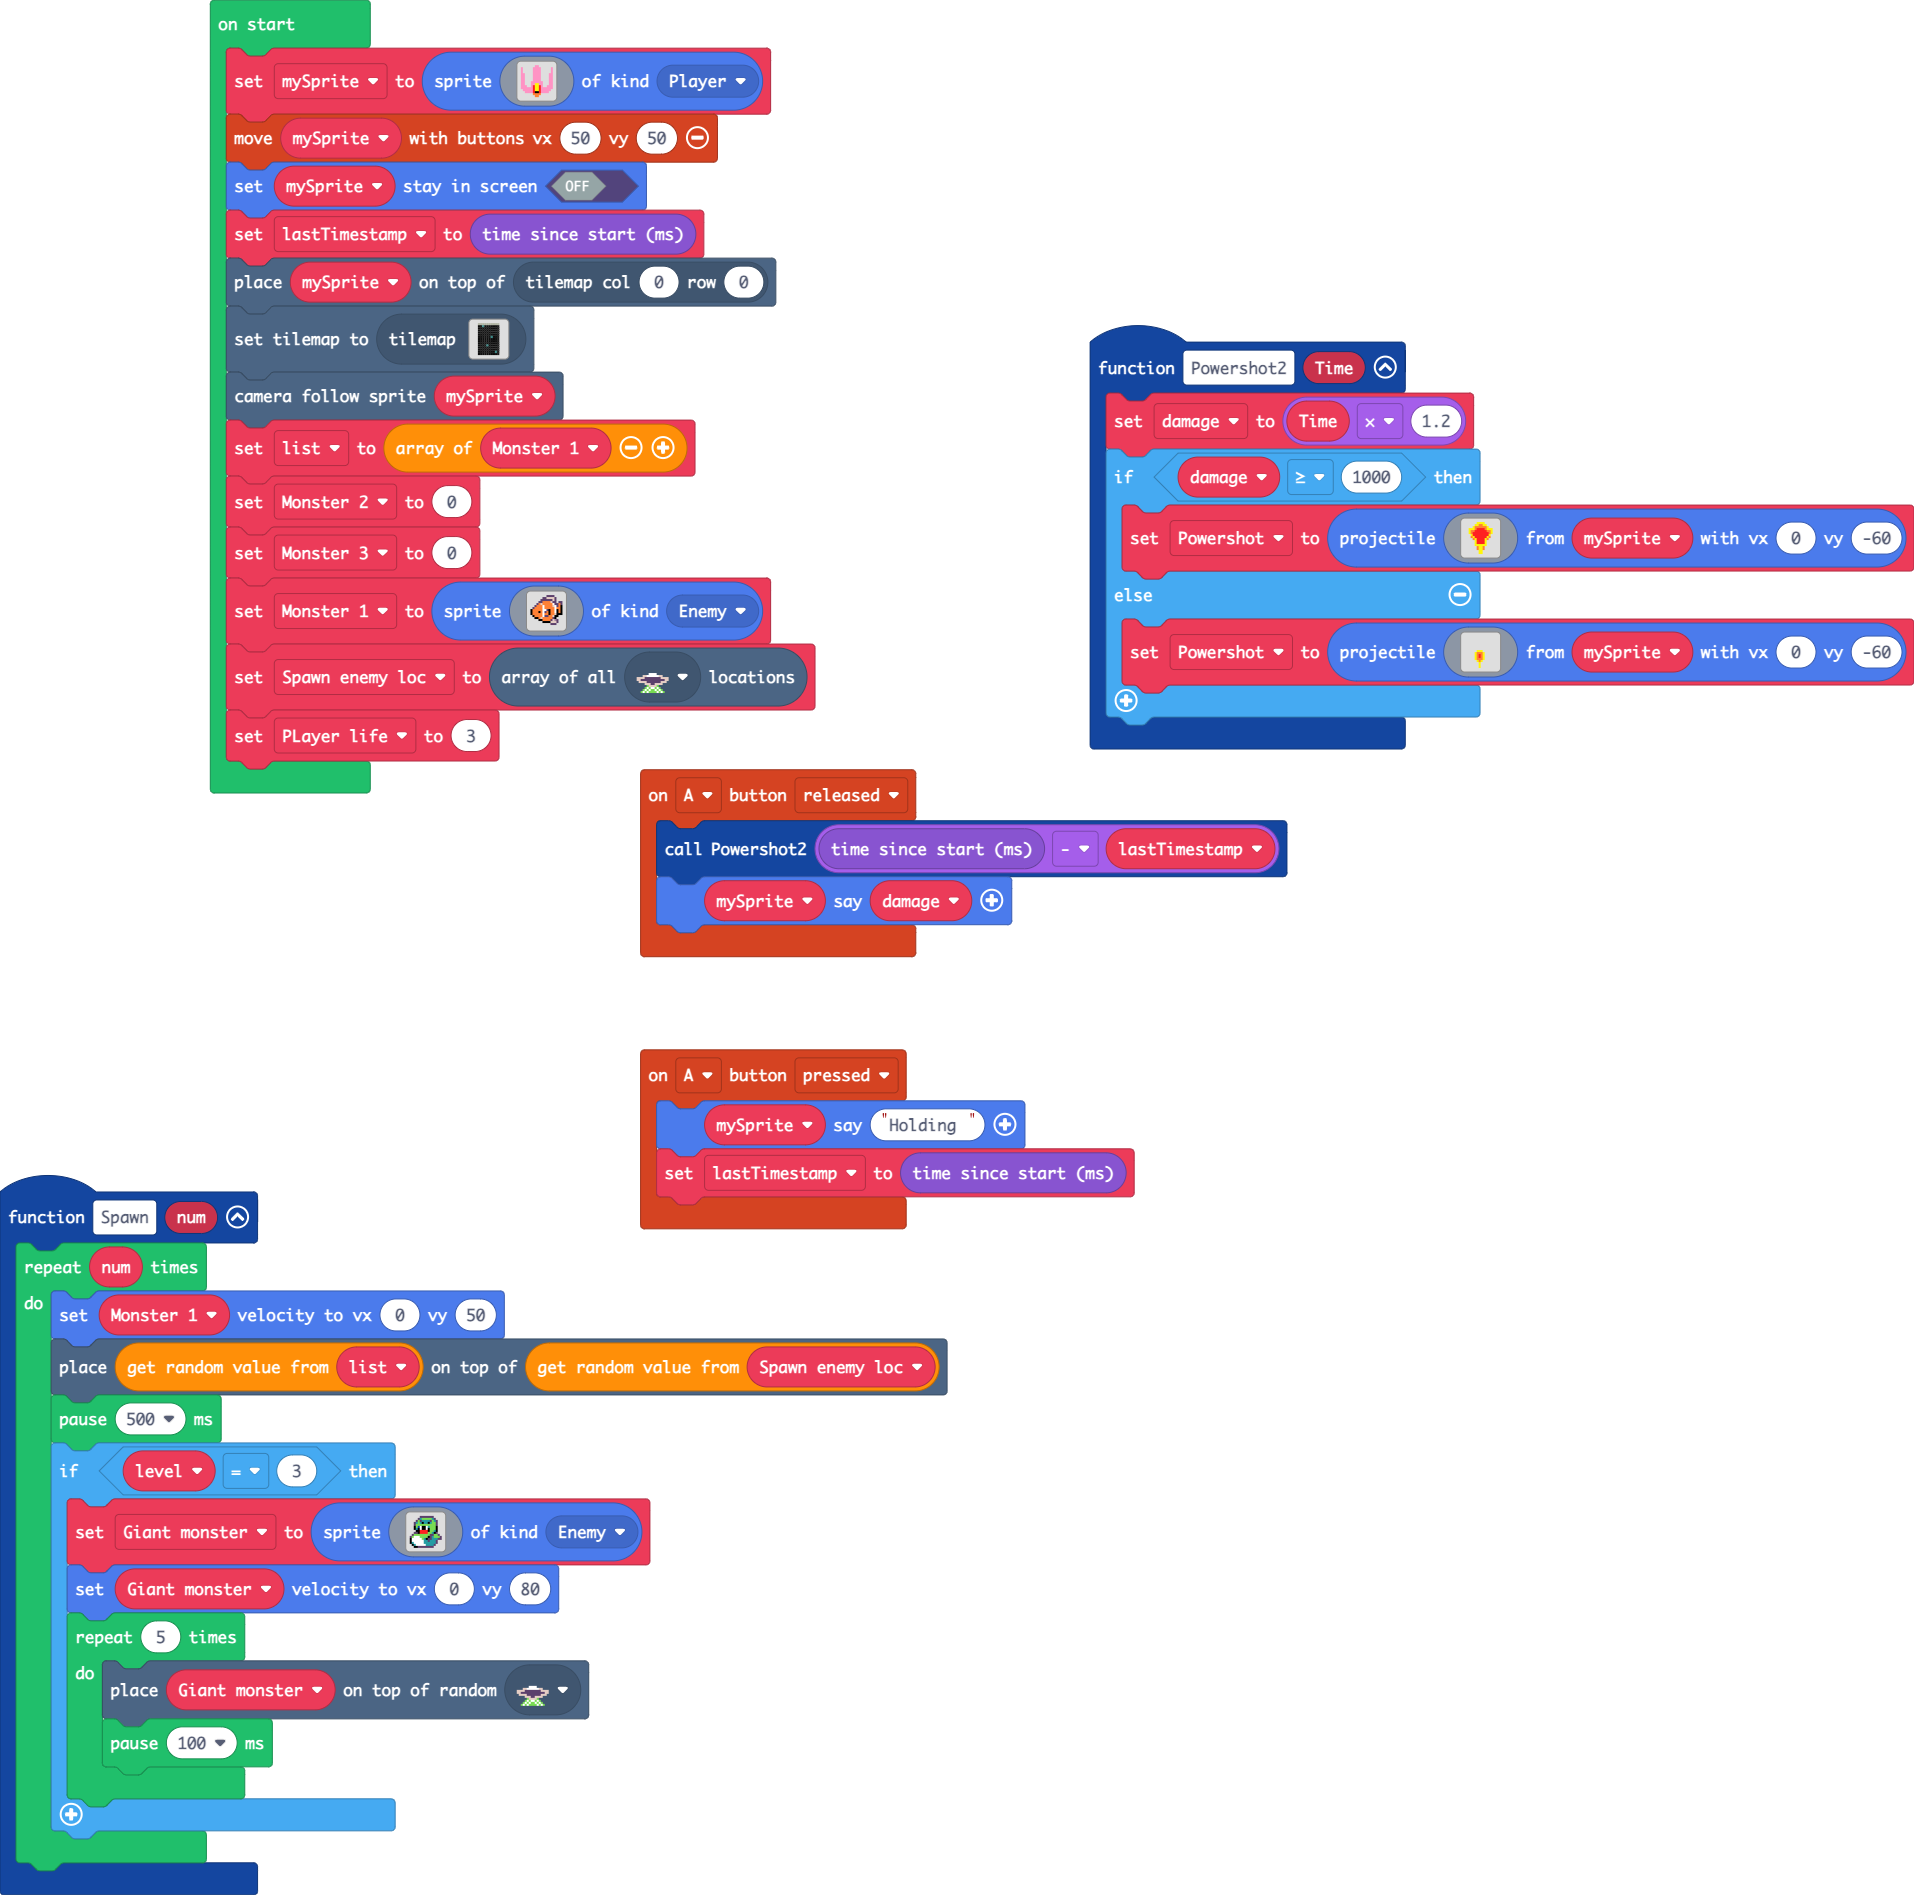 on start
set mySprite to sprite of kind Player
move mySprite with buttons vx 50 vy 50
set mySprite stay in screen OFF
set lastTimestamp to time since start (ms)
place mySprite on top of tilemap col 0 row 0
set tilemap to tilemap
camera follow sprite mySprite
set list to array of Monster 1
set Monster 2 to 0
set Monster 3 to 0
set Monster 1 to sprite of kind Enemy
set Spawn enemy loc to array of all locations
set PLayer life to 3
function Powershot2 Time
set damage to Time × 1.2
if damage ≥ 1000 then
set Powershot to projectile from mySprite with vx 0 vy -60
else
set Powershot to projectile from mySprite with vx 0 vy -60
on A button released
call Powershot2 time since start (ms) - lastTimestamp
mySprite say damage
on A button pressed
mySprite say "Holding "
set lastTimestamp to time since start (ms)
function Spawn num
repeat num times
do
set Monster 1 velocity to vx 0 vy 50
place get random value from list on top of get random value from Spawn enemy loc
pause 500 ms
if level = 3 then
set Giant monster to sprite of kind Enemy
set Giant monster velocity to vx 0 vy 80
repeat 5 times
do
place Giant monster on top of random
pause 100 ms